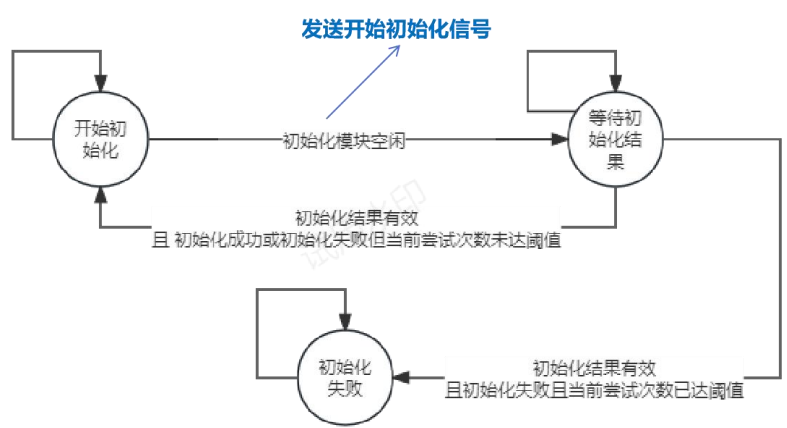 发送开始初始化信号
开始初
始化
初始化模块空闲
等待初
始化结
果
初始化结果有效
且 初始化成功或初始化失败但当前尝试次数未达阈值
初始化
失败
初始化结果有效
且初始化失败且当前尝试次数已达阈值